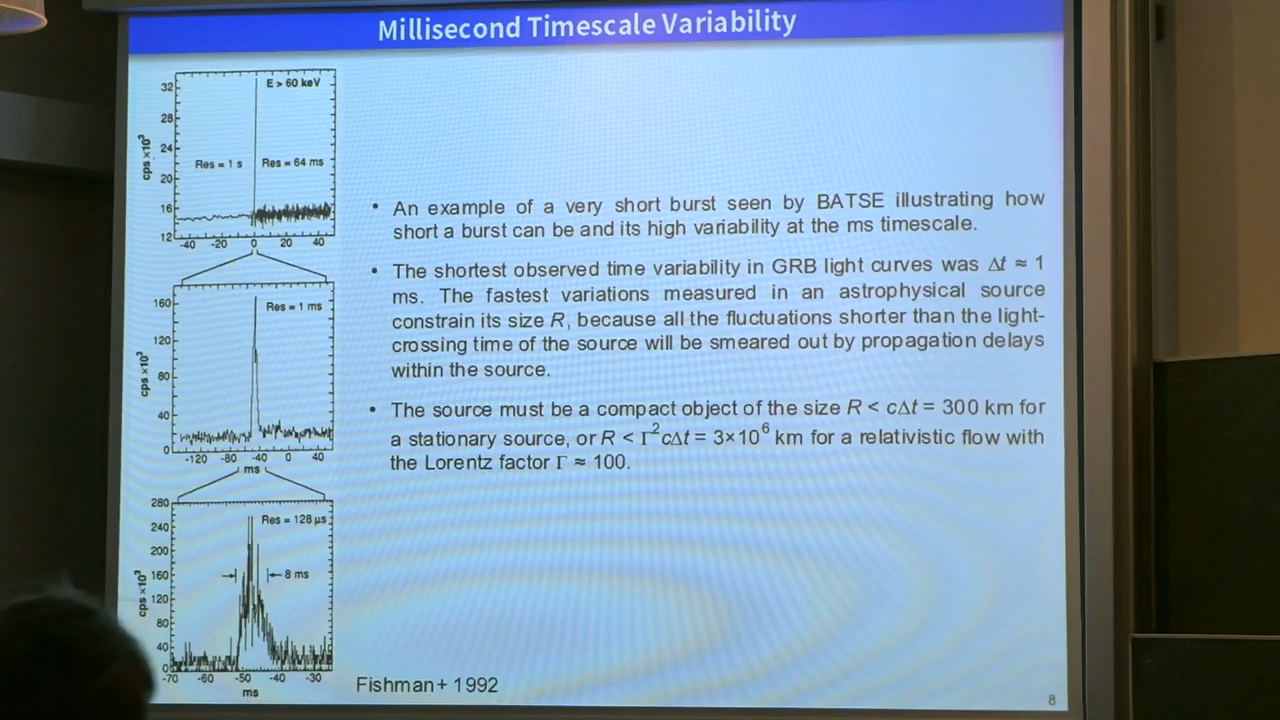 Millisecond Timescale Variability
E > 60 keV
Res = 1 s
Res = 64 ms
cps ×10³
32
28
24
20
16
12
-40 -20 0 20 40
Res = 1 ms
cps ×10³
160
120
80
40
0
-120 -80 -40 0 40
ms
Res = 128 µs
8 ms
cps ×10³
280
240
200
160
120
80
40
0
-70 -60 -50 -40 -30
ms
• An example of a very short burst seen by BATSE illustrating how
short a burst can be and its high variability at the ms timescale.
• The shortest observed time variability in GRB light curves was Δt ≈ 1
ms. The fastest variations measured in an astrophysical source
constrain its size R, because all the fluctuations shorter than the light-
crossing time of the source will be smeared out by propagation delays
within the source.
• The source must be a compact object of the size R < cΔt = 300 km for
a stationary source, or R < Γ²cΔt = 3×10⁶ km for a relativistic flow with
the Lorentz factor Γ ≈ 100.
Fishman+ 1992
8